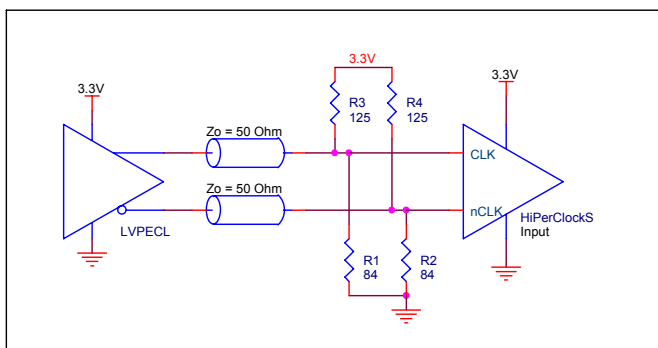 3.3V
3.3V
3.3V
R3
125
R4
125
Zo = 50 Ohm
CLK
Zo = 50 Ohm
nCLK
LVPECL
HiPerClockS
Input
R1
84
R2
84